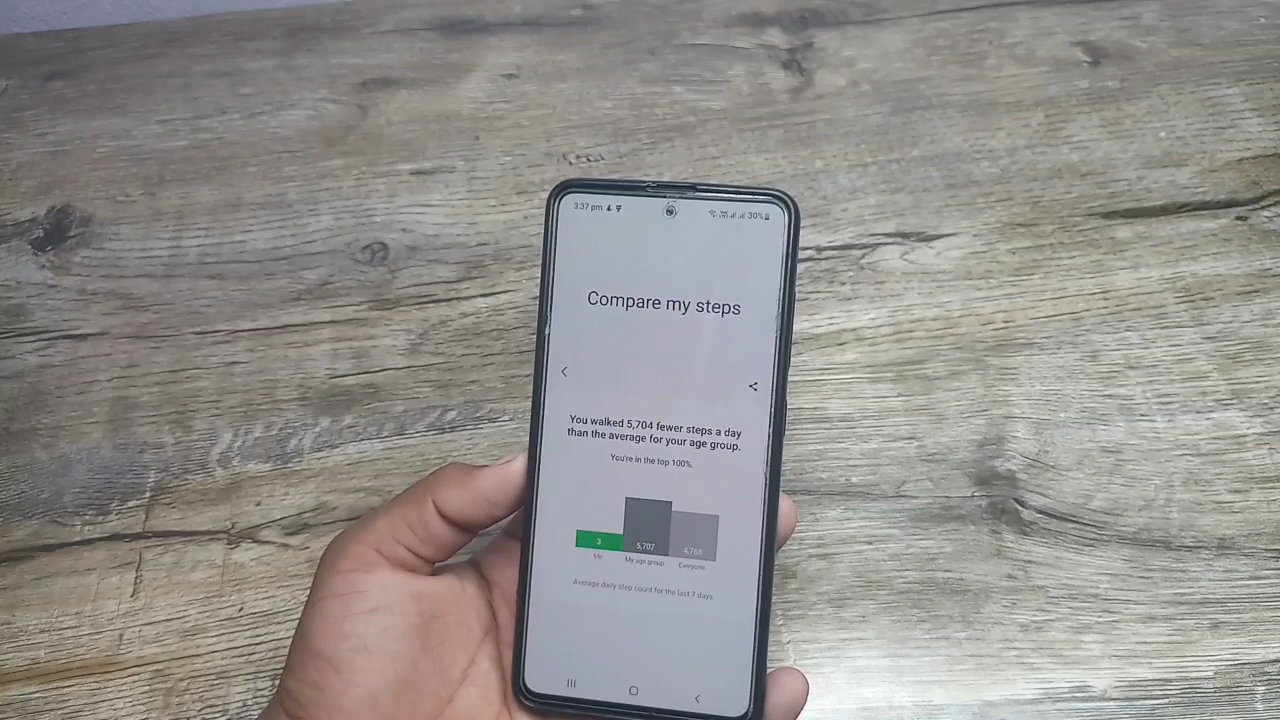 3:37 pm
30%
Compare my steps
You walked 5,704 fewer steps a day
than the average for your age group.
You're in the top 100%.
3
5,707
4,768
Me
My age group
Everyone
Average daily step count for the last 7 days